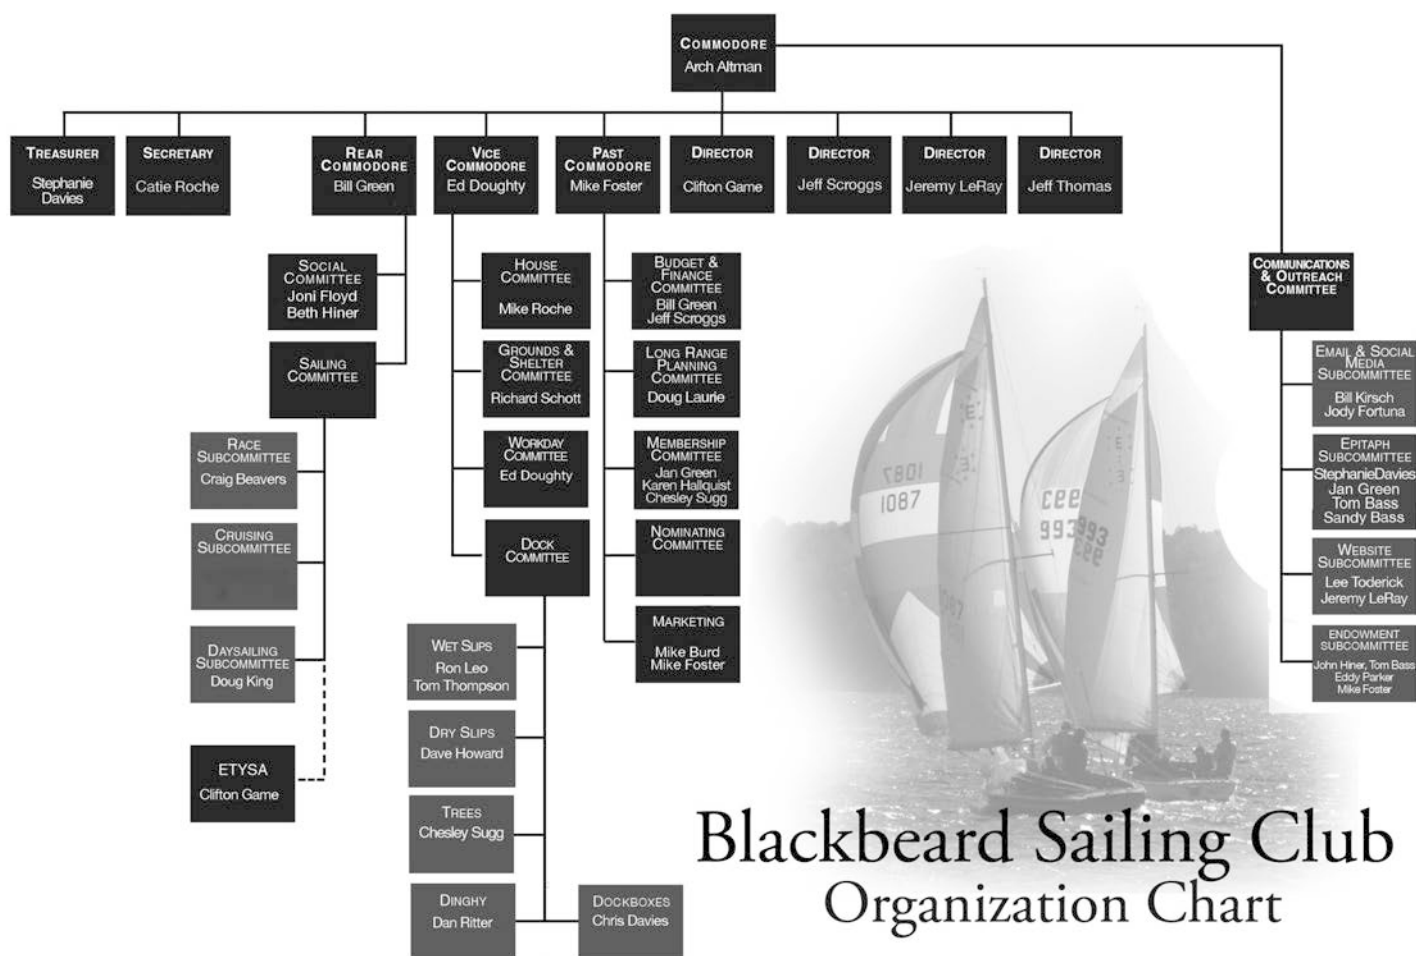 COMMODORE
Arch Altman
TREASURER
Stephanie
Davies
SECRETARY
Catie Roche
REAR
COMMODORE
Bill Green
VICE
COMMODORE
Ed Doughty
PAST
COMMODORE
Mike Foster
DIRECTOR
Clifton Game
DIRECTOR
Jeff Scroggs
DIRECTOR
Jeremy LeRay
DIRECTOR
Jeff Thomas
SOCIAL
COMMITTEE
Joni Floyd
Beth Hiner
SAILING
COMMITTEE
RACE
SUBCOMMITTEE
Craig Beavers
CRUISING
SUBCOMMITTEE
DAYSAILING
SUBCOMMITTEE
Doug King
ETYSA
Clifton Game
HOUSE
COMMITTEE
Mike Roche
GROUNDS &
SHELTER
COMMITTEE
Richard Schott
WORKDAY
COMMITTEE
Ed Doughty
DOCK
COMMITTEE
WET SLIPS
Ron Leo
Tom Thompson
DRY SLIPS
Dave Howard
TREES
Chesley Sugg
DINGHY
Dan Ritter
DOCKBOXES
Chris Davies
BUDGET &
FINANCE
COMMITTEE
Bill Green
Jeff Scroggs
LONG RANGE
PLANNING
COMMITTEE
Doug Laurie
MEMBERSHIP
COMMITTEE
Jan Green
Karen Hallquist
Chesley Sugg
NOMINATING
COMMITTEE
MARKETING
Mike Burd
Mike Foster
COMMUNICATIONS
& OUTREACH
COMMITTEE
EMAIL & SOCIAL
MEDIA
SUBCOMMITTEE
Bill Kirsch
Jody Fortuna
EPITAPH
SUBCOMMITTEE
StephanieDavies
Jan Green
Tom Bass
Sandy Bass
WEBSITE
SUBCOMMITTEE
Lee Toderick
Jeremy LeRay
ENDOWMENT
SUBCOMMITTEE
John Hiner, Tom Bass
Eddy Parker
Mike Foster
1087
1087
993
993
Blackbeard Sailing Club
Organization Chart